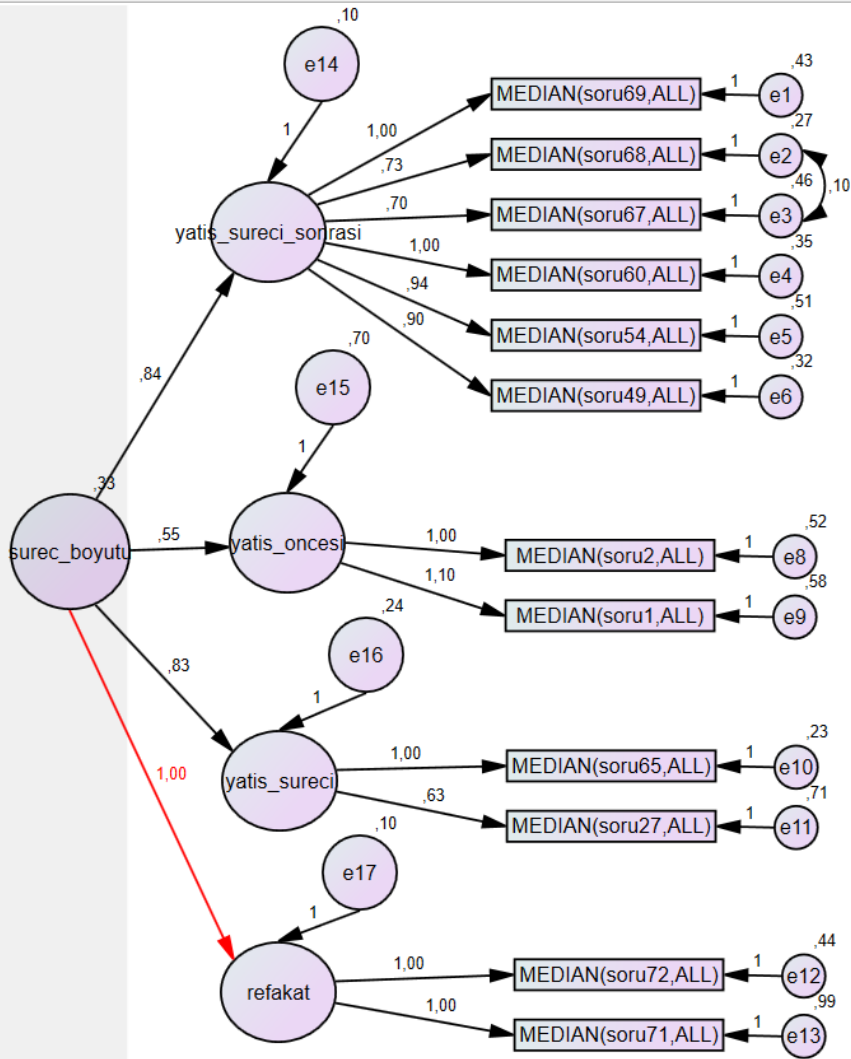 ,10
e14
1
,43
MEDIAN(soru69,ALL)
1
e1
1,00
,27
MEDIAN(soru68,ALL)
1
e2
,73
,46
,10
MEDIAN(soru67,ALL)
1
e3
,70
yatis_sureci_sonrasi
,35
MEDIAN(soru60,ALL)
1
e4
1,00
,51
MEDIAN(soru54,ALL)
1
e5
,94
,32
MEDIAN(soru49,ALL)
1
e6
,90
,84
,70
e15
1
,33
surec_boyutu
,55
yatis_oncesi
1,00
MEDIAN(soru2,ALL)
1
e8
,52
1,10
MEDIAN(soru1,ALL)
1
e9
,58
,24
e16
1
,83
yatis_sureci
1,00
MEDIAN(soru65,ALL)
1
e10
,23
,63
MEDIAN(soru27,ALL)
1
e11
,71
1,00
,10
e17
1
refakat
1,00
MEDIAN(soru72,ALL)
1
e12
,44
1,00
MEDIAN(soru71,ALL)
1
e13
,99